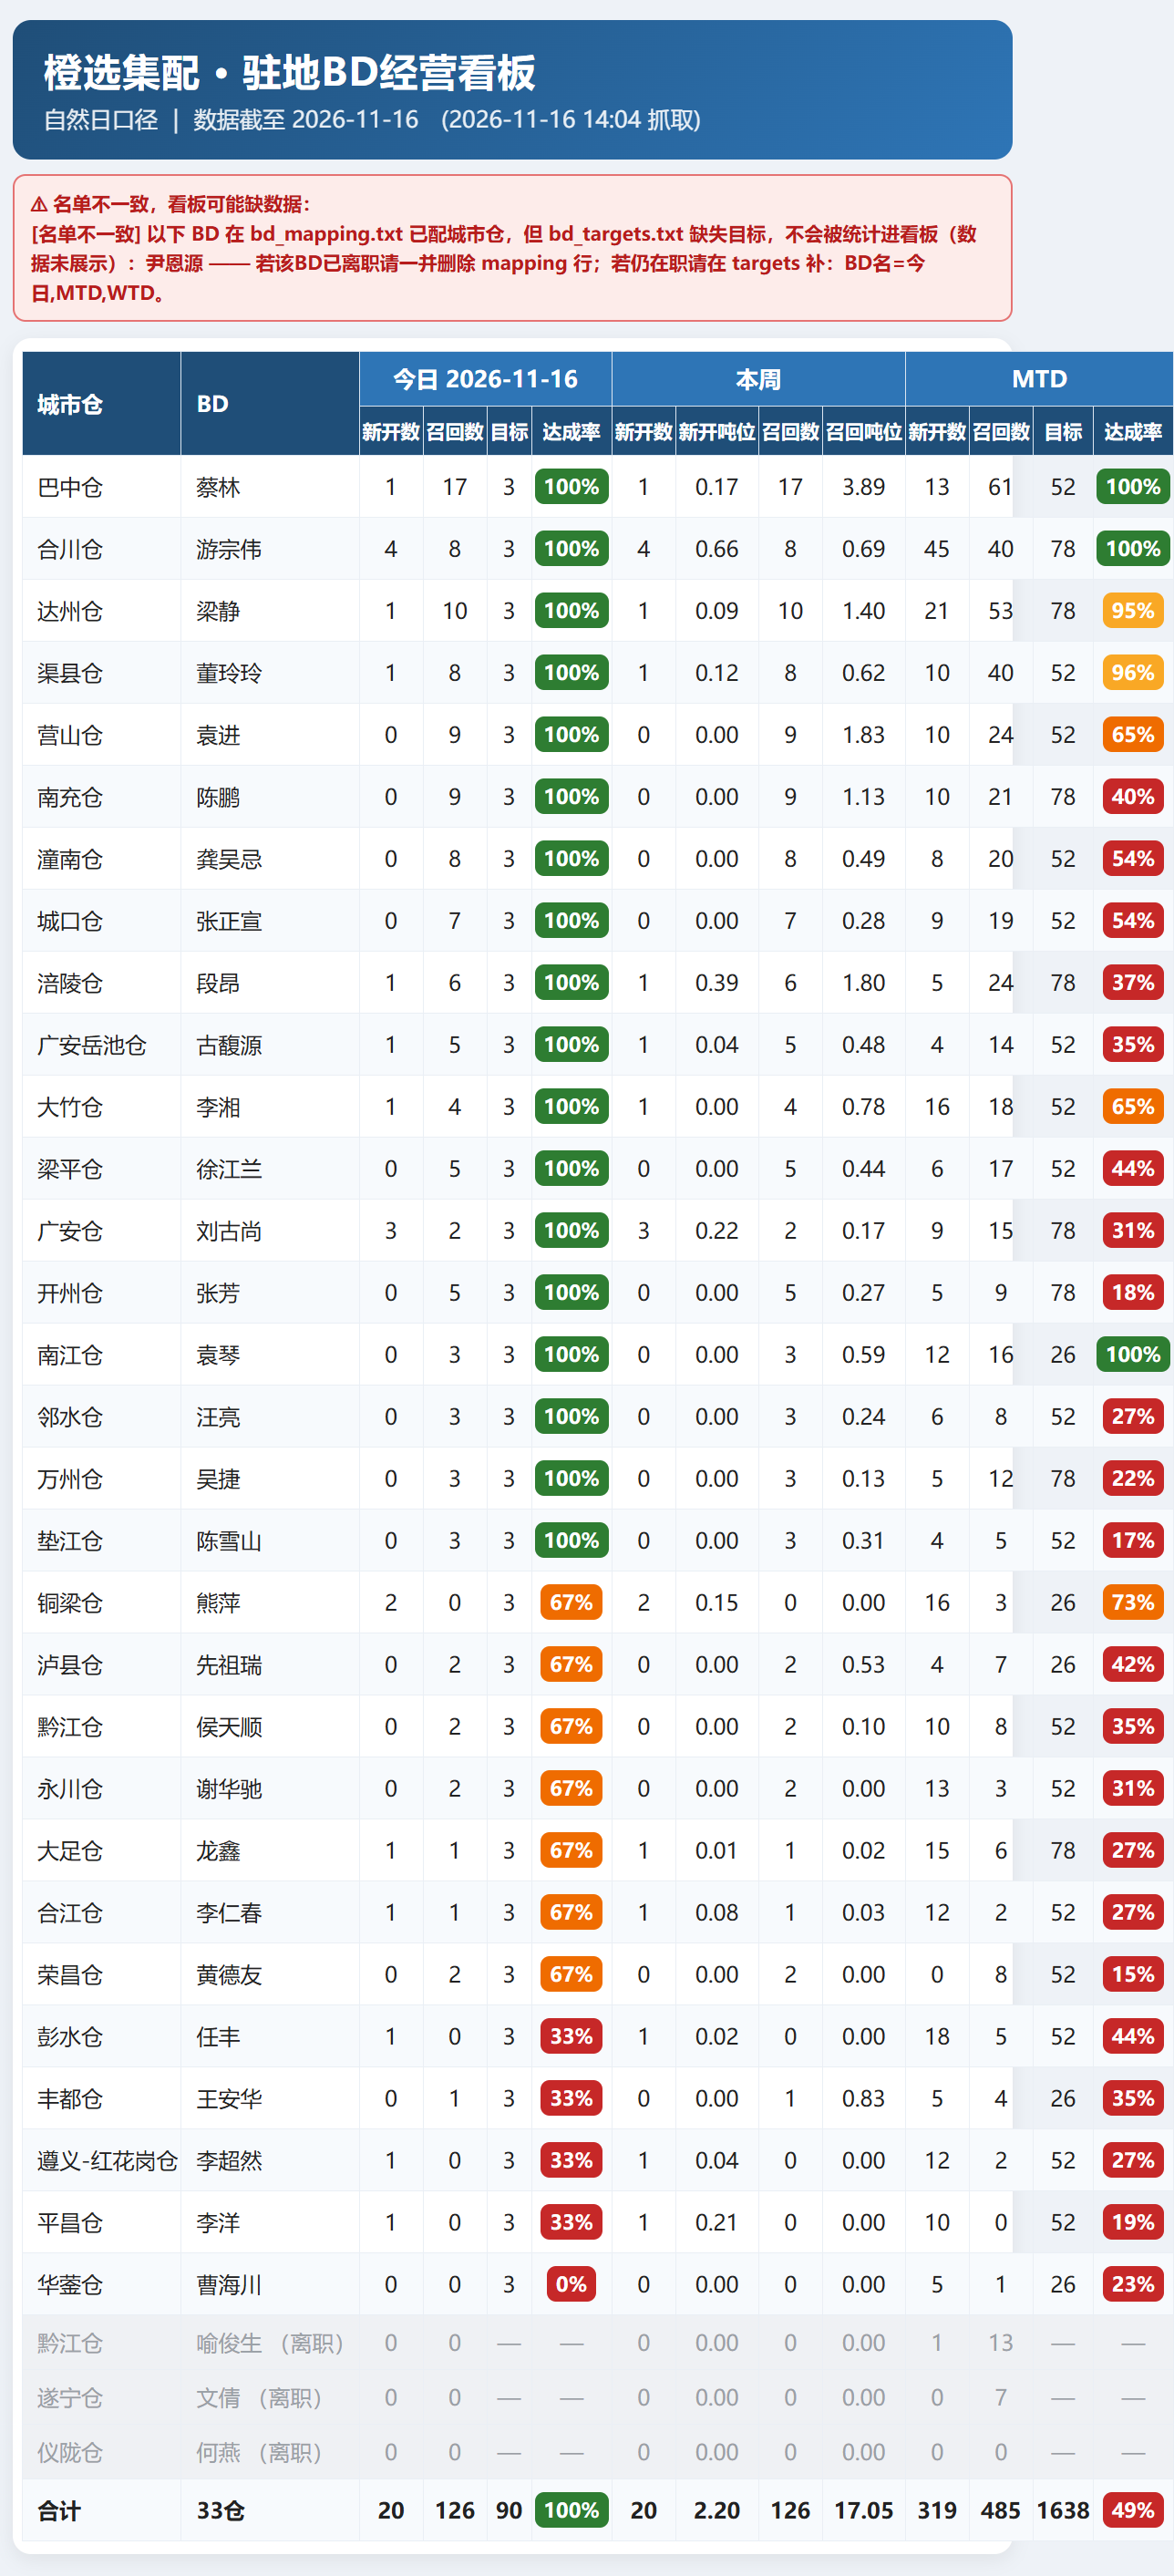 橙选集配 • 驻地BD经营看板
自然日口径 | 数据截至 2026-11-16 (2026-11-16 14:04 抓取)
⚠ 名单不一致，看板可能缺数据：
[名单不一致] 以下 BD 在 bd_mapping.txt 已配城市仓，但 bd_targets.txt 缺失目标，不会被统计进看板（数
据未展示）：尹恩源 —— 若该BD已离职请一并删除 mapping 行；若仍在职请在 targets 补：BD名=今
日,MTD,WTD。
城市仓 BD 今日 2026-11-16 本周 MTD
新开数 召回数 目标 达成率 新开数 新开吨位 召回数 召回吨位 新开数 召回数 目标 达成率
巴中仓 蔡林 1 17 3 100% 1 0.17 17 3.89 13 61 52 100%
合川仓 游宗伟 4 8 3 100% 4 0.66 8 0.69 45 40 78 100%
达州仓 梁静 1 10 3 100% 1 0.09 10 1.40 21 53 78 95%
渠县仓 董玲玲 1 8 3 100% 1 0.12 8 0.62 10 40 52 96%
营山仓 袁进 0 9 3 100% 0 0.00 9 1.83 10 24 52 65%
南充仓 陈鹏 0 9 3 100% 0 0.00 9 1.13 10 21 78 40%
潼南仓 龚吴忌 0 8 3 100% 0 0.00 8 0.49 8 20 52 54%
城口仓 张正宣 0 7 3 100% 0 0.00 7 0.28 9 19 52 54%
涪陵仓 段昂 1 6 3 100% 1 0.39 6 1.80 5 24 78 37%
广安岳池仓 古馥源 1 5 3 100% 1 0.04 5 0.48 4 14 52 35%
大竹仓 李湘 1 4 3 100% 1 0.00 4 0.78 16 18 52 65%
梁平仓 徐江兰 0 5 3 100% 0 0.00 5 0.44 6 17 52 44%
广安仓 刘古尚 3 2 3 100% 3 0.22 2 0.17 9 15 78 31%
开州仓 张芳 0 5 3 100% 0 0.00 5 0.27 5 9 78 18%
南江仓 袁琴 0 3 3 100% 0 0.00 3 0.59 12 16 26 100%
邻水仓 汪亮 0 3 3 100% 0 0.00 3 0.24 6 8 52 27%
万州仓 吴捷 0 3 3 100% 0 0.00 3 0.13 5 12 78 22%
垫江仓 陈雪山 0 3 3 100% 0 0.00 3 0.31 4 5 52 17%
铜梁仓 熊萍 2 0 3 67% 2 0.15 0 0.00 16 3 26 73%
泸县仓 先祖瑞 0 2 3 67% 0 0.00 2 0.53 4 7 26 42%
黔江仓 侯天顺 0 2 3 67% 0 0.00 2 0.10 10 8 52 35%
永川仓 谢华驰 0 2 3 67% 0 0.00 2 0.00 13 3 52 31%
大足仓 龙鑫 1 1 3 67% 1 0.01 1 0.02 15 6 78 27%
合江仓 李仁春 1 1 3 67% 1 0.08 1 0.03 12 2 52 27%
荣昌仓 黄德友 0 2 3 67% 0 0.00 2 0.00 0 8 52 15%
彭水仓 任丰 1 0 3 33% 1 0.02 0 0.00 18 5 52 44%
丰都仓 王安华 0 1 3 33% 0 0.00 1 0.83 5 4 26 35%
遵义-红花岗仓 李超然 1 0 3 33% 1 0.04 0 0.00 12 2 52 27%
平昌仓 李洋 1 0 3 33% 1 0.21 0 0.00 10 0 52 19%
华蓥仓 曹海川 0 0 3 0% 0 0.00 0 0.00 5 1 26 23%
黔江仓 喻俊生 （离职） 0 0 — — 0 0.00 0 0.00 1 13 — —
遂宁仓 文倩 （离职） 0 0 — — 0 0.00 0 0.00 0 7 — —
仪陇仓 何燕 （离职） 0 0 — — 0 0.00 0 0.00 0 0 — —
合计 33仓 20 126 90 100% 20 2.20 126 17.05 319 485 1638 49%